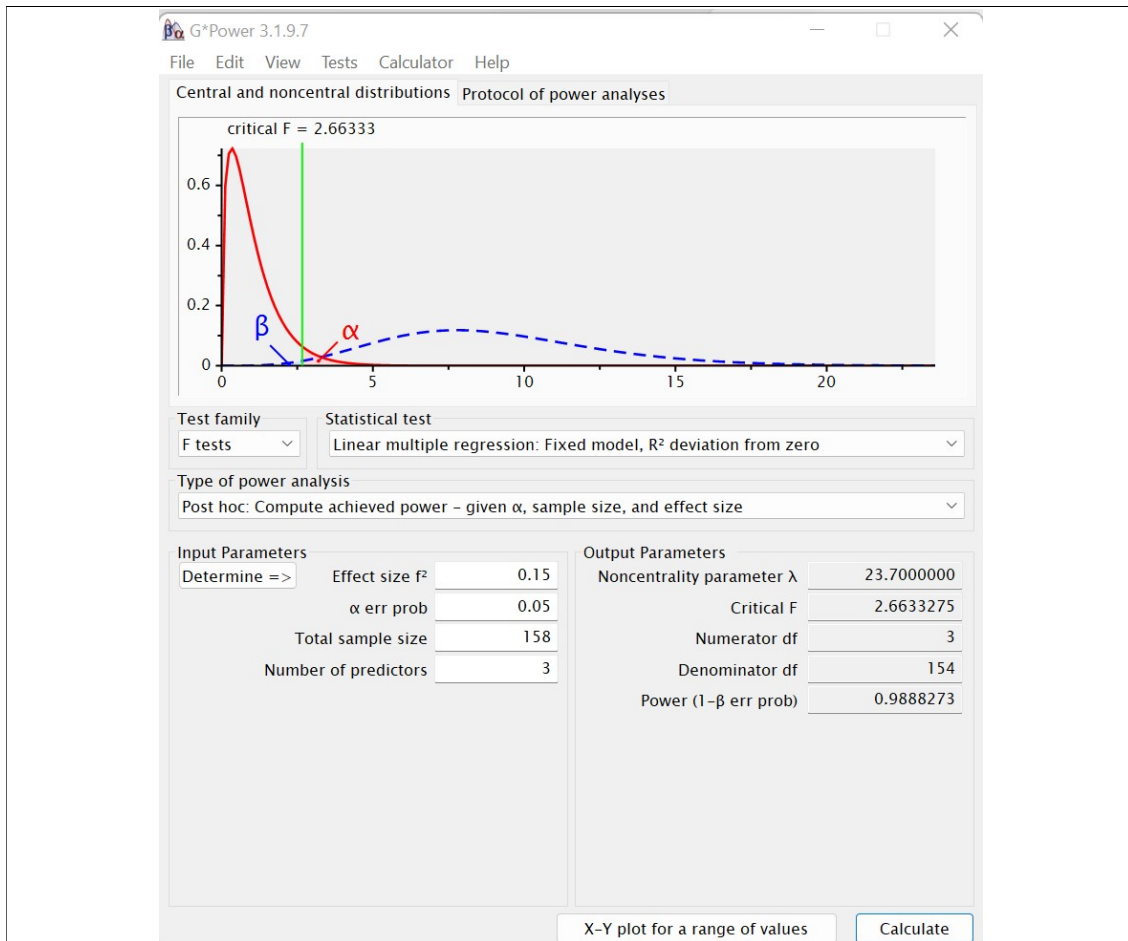 G*Power 3.1.9.7
File Edit View Tests Calculator Help
Central and noncentral distributions Protocol of power analyses
critical F = 2.66333
0.6
0.4
0.2
0
β
α
0 5 10 15 20
Test family Statistical test
F tests Linear multiple regression: Fixed model, R² deviation from zero
Type of power analysis
Post hoc: Compute achieved power – given α, sample size, and effect size
Input Parameters Output Parameters
Determine => Effect size f² 0.15 Noncentrality parameter λ 23.7000000
α err prob 0.05 Critical F 2.6633275
Total sample size 158 Numerator df 3
Number of predictors 3 Denominator df 154
Power (1–β err prob) 0.9888273
X–Y plot for a range of values Calculate